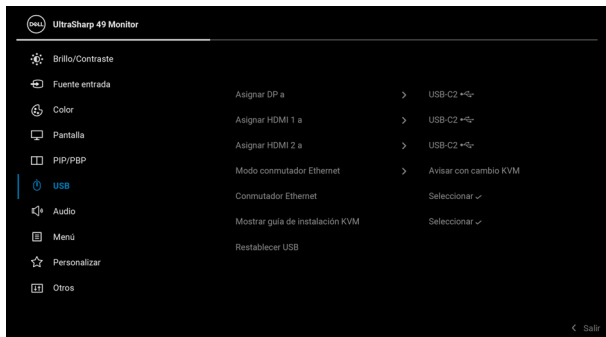 DELL UltraSharp 49 Monitor
Brillo/Contraste
Fuente entrada
Color
Pantalla
PIP/PBP
USB
Audio
Menú
Personalizar
Otros
Asignar DP a > USB-C2
Asignar HDMI 1 a > USB-C2
Asignar HDMI 2 a > USB-C2
Modo conmutador Ethernet > Avisar con cambio KVM
Conmutador Ethernet Seleccionar ✓
Mostrar guía de instalación KVM Seleccionar ✓
Restablecer USB
< Salir